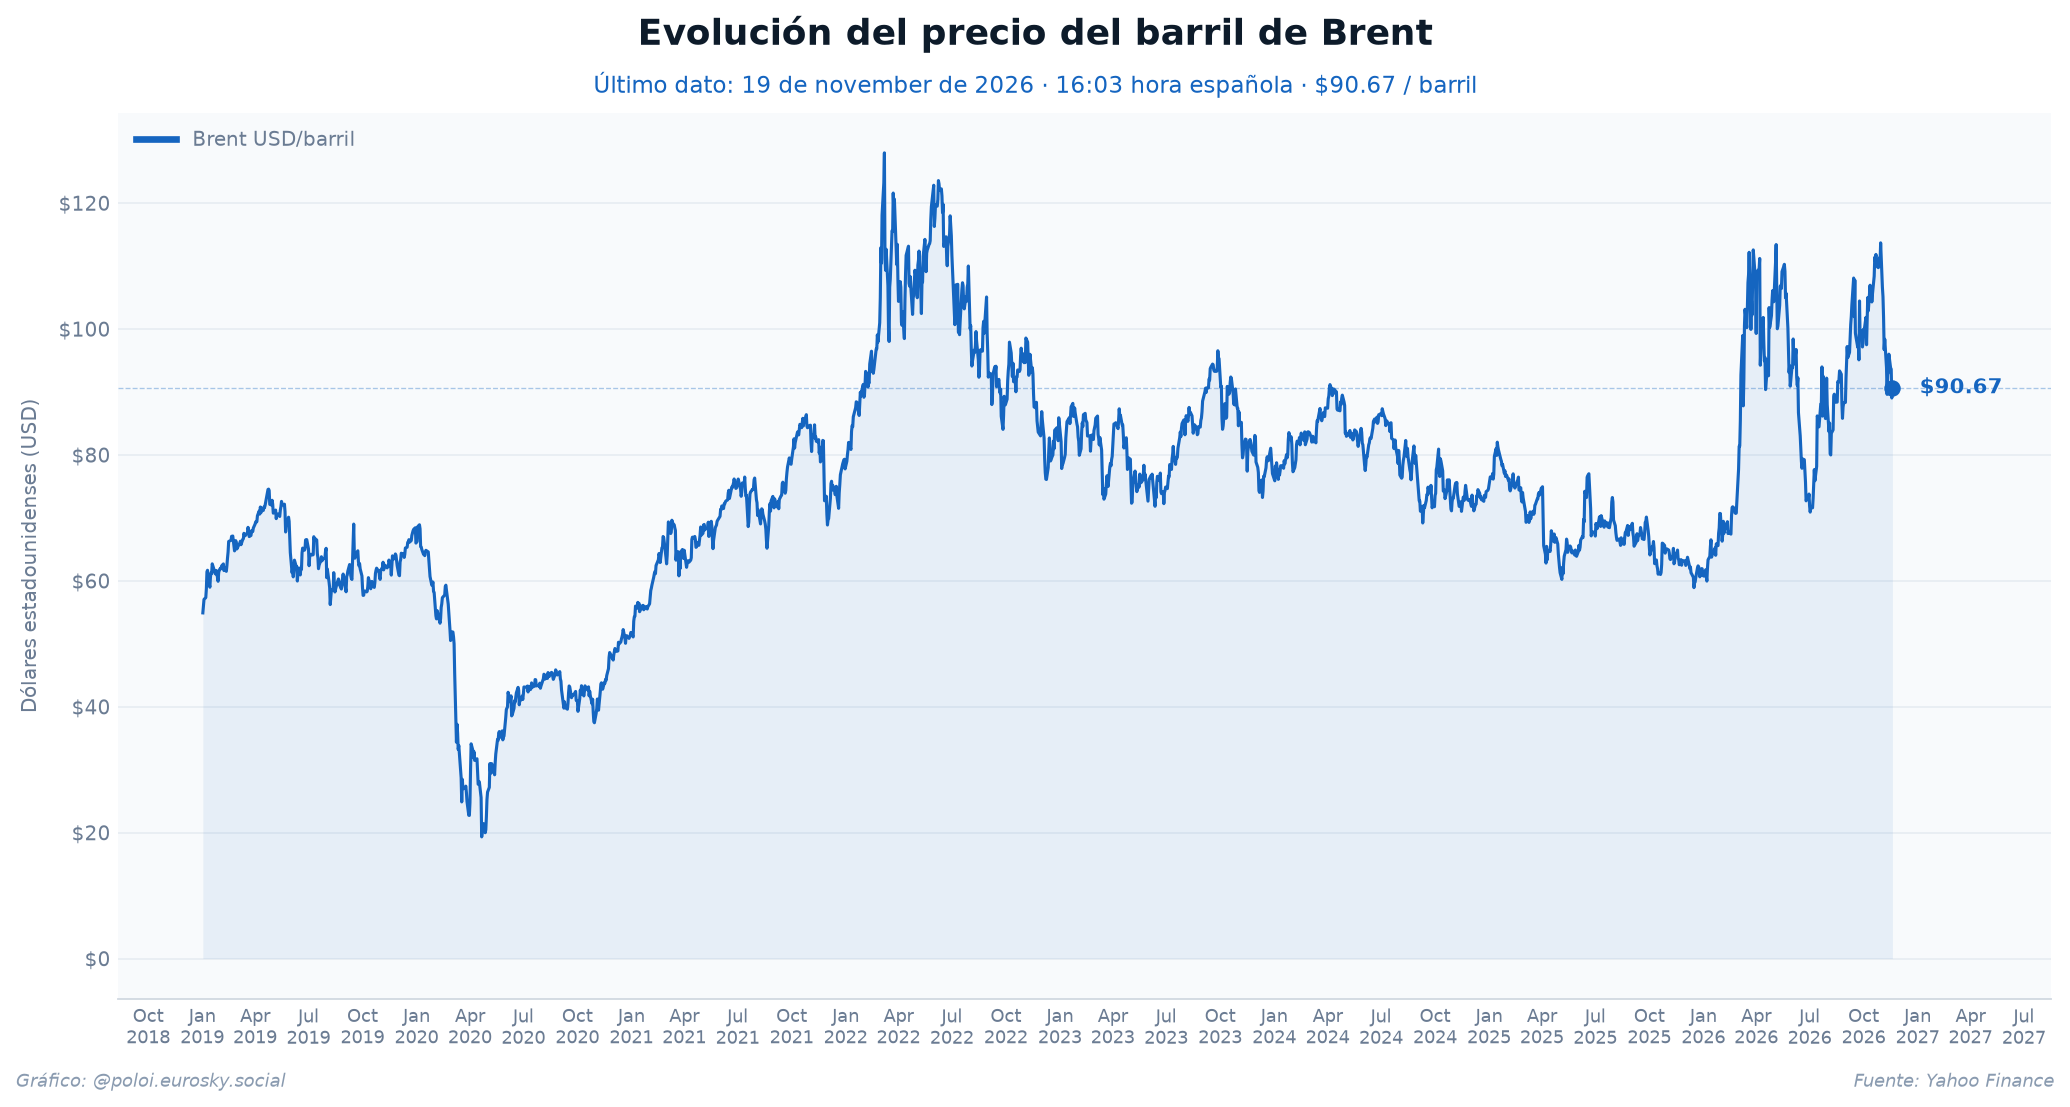 Evolución del precio del barril de Brent
Último dato: 19 de november de 2026 · 16:03 hora española · $90.67 / barril
Brent USD/barril
Dólares estadounidenses (USD)
$120
$100
$80
$60
$40
$20
$0
$90.67
Oct Jan Apr Jul Oct Jan Apr Jul Oct Jan Apr Jul Oct Jan Apr Jul Oct Jan Apr Jul Oct Jan Apr Jul Oct Jan Apr Jul Oct Jan Apr Jul Oct Jan Apr Jul
2018 2019 2019 2019 2019 2020 2020 2020 2020 2021 2021 2021 2021 2022 2022 2022 2022 2023 2023 2023 2023 2024 2024 2024 2024 2025 2025 2025 2025 2026 2026 2026 2026 2027 2027 2027
Gráfico: @poloi.eurosky.social
Fuente: Yahoo Finance